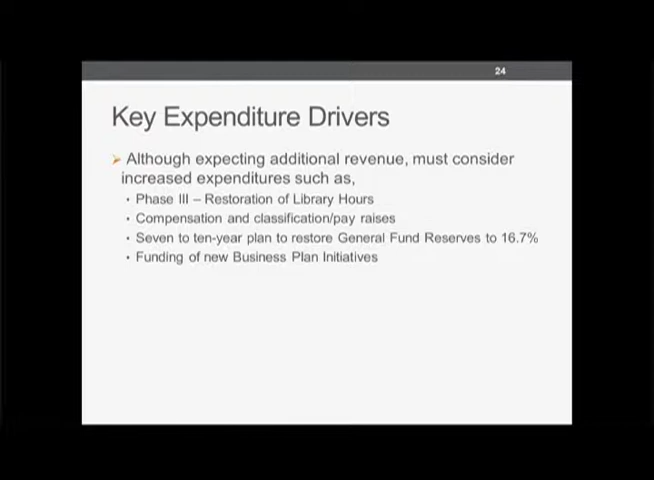 24
Key Expenditure Drivers
Although expecting additional revenue, must consider
increased expenditures such as,
• Phase III – Restoration of Library Hours
• Compensation and classification/pay raises
• Seven to ten-year plan to restore General Fund Reserves to 16.7%
• Funding of new Business Plan Initiatives